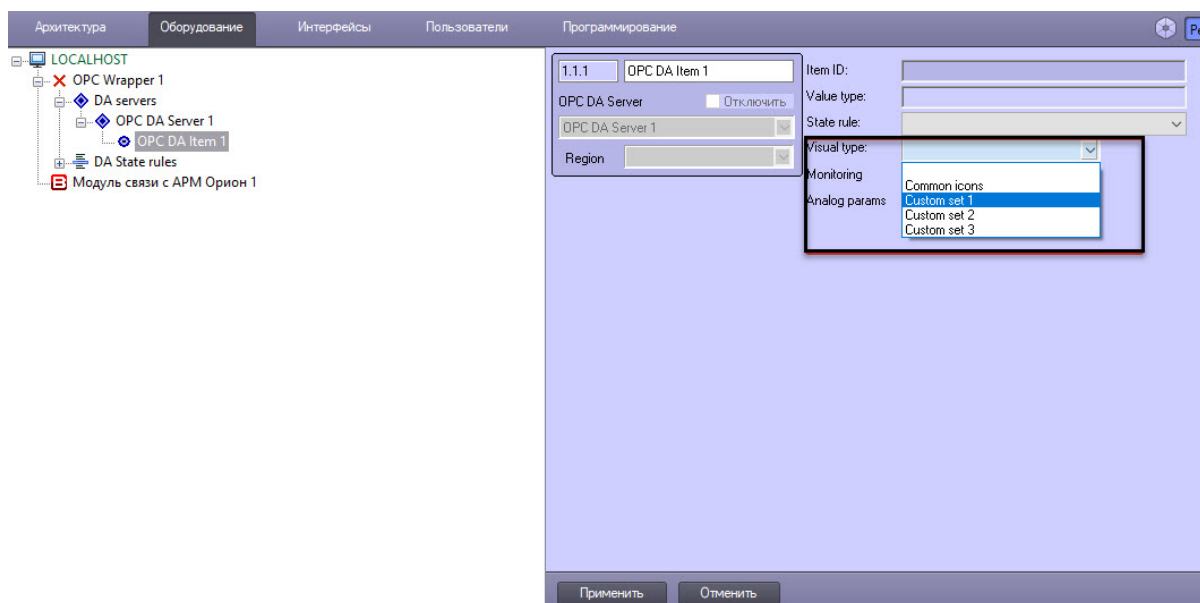 Архитектура Оборудование Интерфейсы Пользователи Программирование
LOCALHOST
OPC Wrapper 1
DA servers
OPC DA Server 1
OPC DA Item 1
DA State rules
Модуль связи с АРМ Орион 1
1.1.1 OPC DA Item 1
OPC DA Server Отключить
OPC DA Server 1
Region
Item ID:
Value type:
State rule:
Visual type:
Monitoring
Analog params
Common icons
Custom set 1
Custom set 2
Custom set 3
Применить Отменить